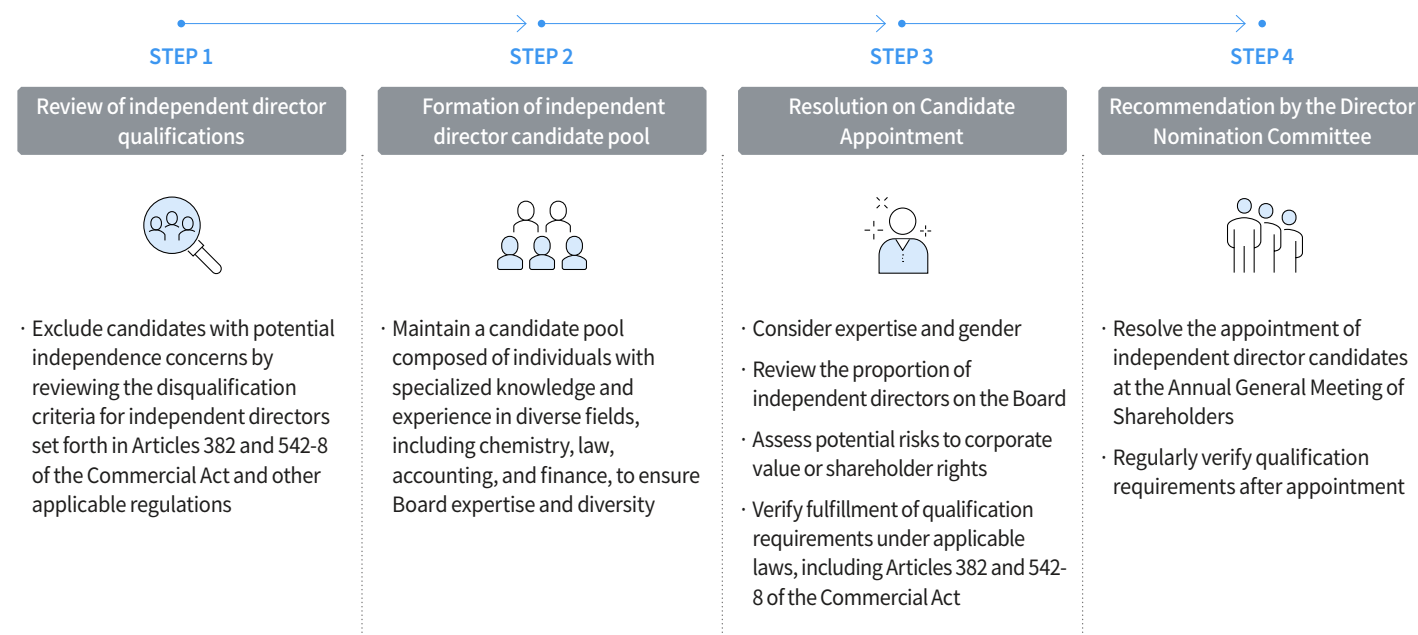 STEP 1
Review of independent director
qualifications
· Exclude candidates with potential
independence concerns by
reviewing the disqualification
criteria for independent directors
set forth in Articles 382 and 542-8
of the Commercial Act and other
applicable regulations
STEP 2
Formation of independent
director candidate pool
· Maintain a candidate pool
composed of individuals with
specialized knowledge and
experience in diverse fields,
including chemistry, law,
accounting, and finance, to ensure
Board expertise and diversity
STEP 3
Resolution on Candidate
Appointment
· Consider expertise and gender
· Review the proportion of
independent directors on the Board
· Assess potential risks to corporate
value or shareholder rights
· Verify fulfillment of qualification
requirements under applicable
laws, including Articles 382 and 542-
8 of the Commercial Act
STEP 4
Recommendation by the Director
Nomination Committee
· Resolve the appointment of
independent director candidates
at the Annual General Meeting of
Shareholders
· Regularly verify qualification
requirements after appointment